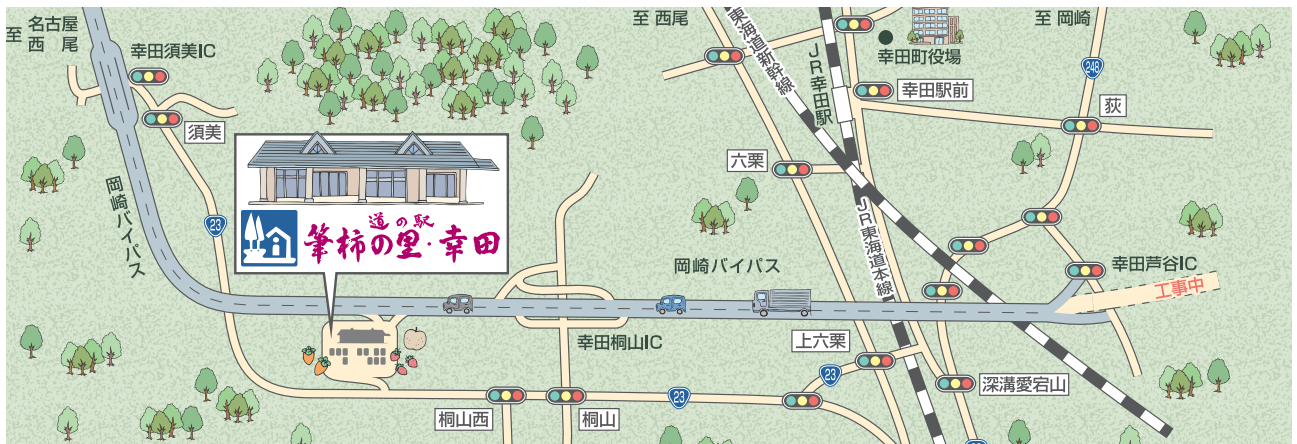 至 名古屋
西 尾
幸田須美IC
須美
至 西尾
東海道新幹線
JR幸田駅
幸田町役場
至 岡崎
248
幸田駅前
荻
六栗
岡崎バイパス
23
道の駅
筆柿の里・幸田
岡崎バイパス
JR東海道本線
幸田芦谷IC
工事中
幸田桐山IC
上六栗
23
深溝愛宕山
23
桐山西
桐山